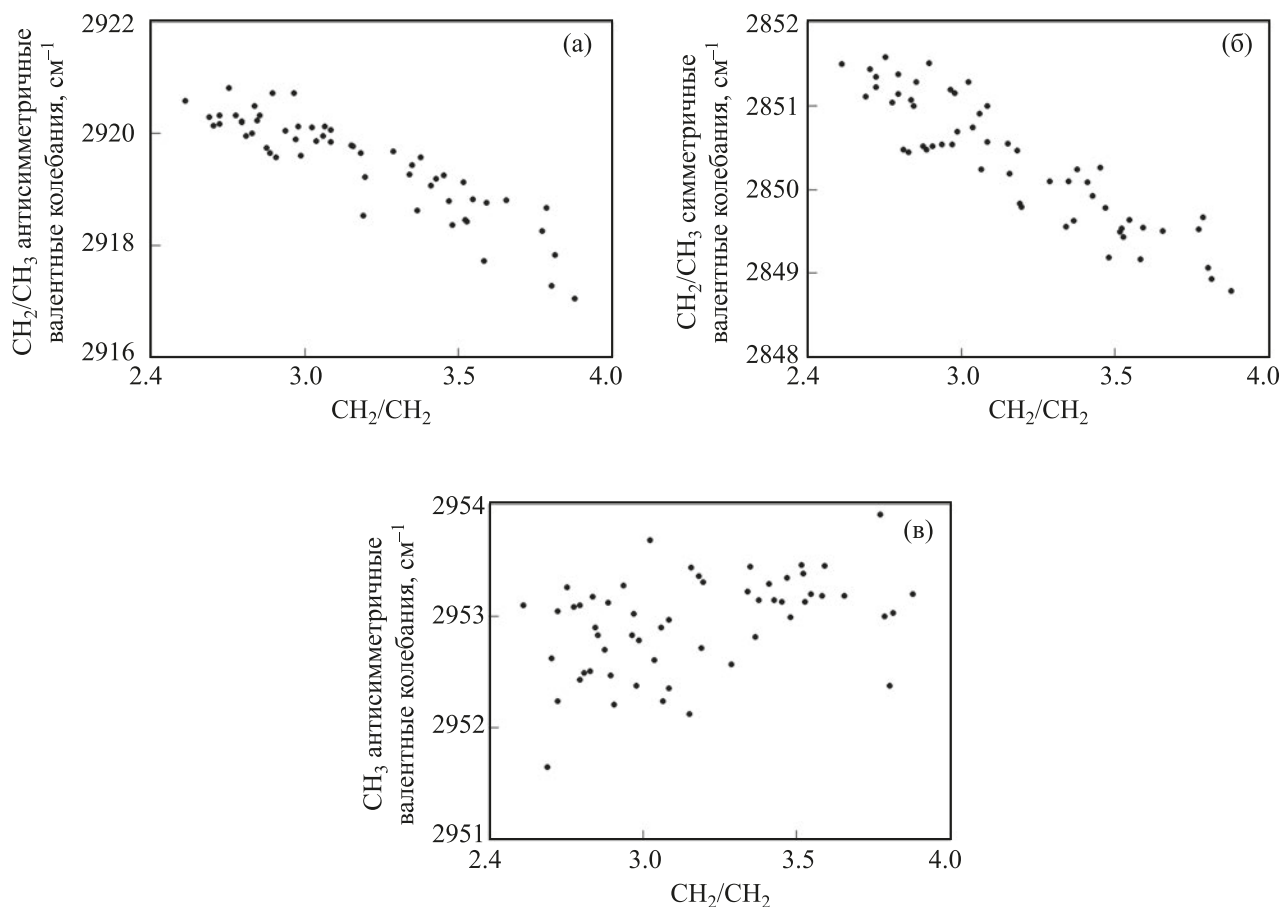 (а)
CH₂/CH₃ антисимметричные
валентные колебания, см⁻¹
2922
2920
2918
2916
2.4 3.0 3.5 4.0
CH₂/CH₂
(б)
CH₂/CH₃ симметричные
валентные колебания, см⁻¹
2852
2851
2850
2849
2848
2.4 3.0 3.5 4.0
CH₂/CH₂
(в)
CH₃ антисимметричные
валентные колебания, см⁻¹
2954
2953
2952
2951
2.4 3.0 3.5 4.0
CH₂/CH₂